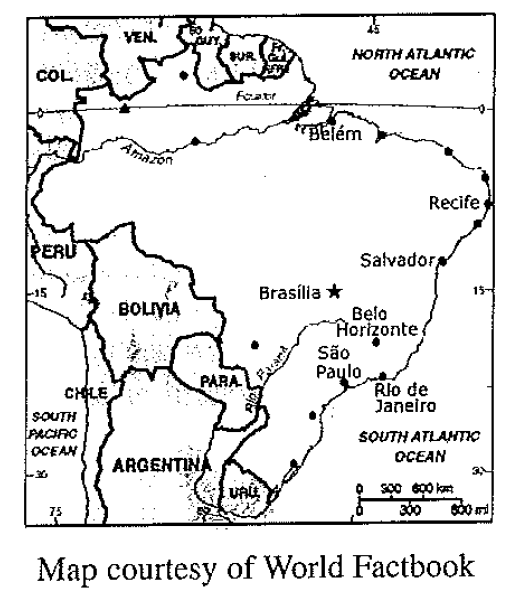 45
VEN.
GUY.
SUR.
Fr.
COL.
NORTH ATLANTIC
OCEAN
Equator
0
0
Belém
Amazon
Recife
PERU
Salvador
Brasília
15
15
BOLIVIA
Belo
Horizonte
São
Paulo
PARA.
Rio Paraná
CHILE
Rio de
Janeiro
SOUTH
PACIFIC
OCEAN
SOUTH ATLANTIC
OCEAN
ARGENTINA
URU.
30
30
0 300 600 km
0 300 600 mi
75
60
Map courtesy of World Factbook